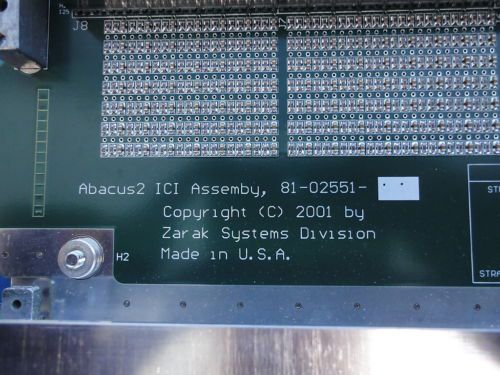 J8
Abacus2 ICI Assemby, 81-02551-
Copyright (C) 2001 by
Zarak Systems Division
Made in U.S.A.
H2